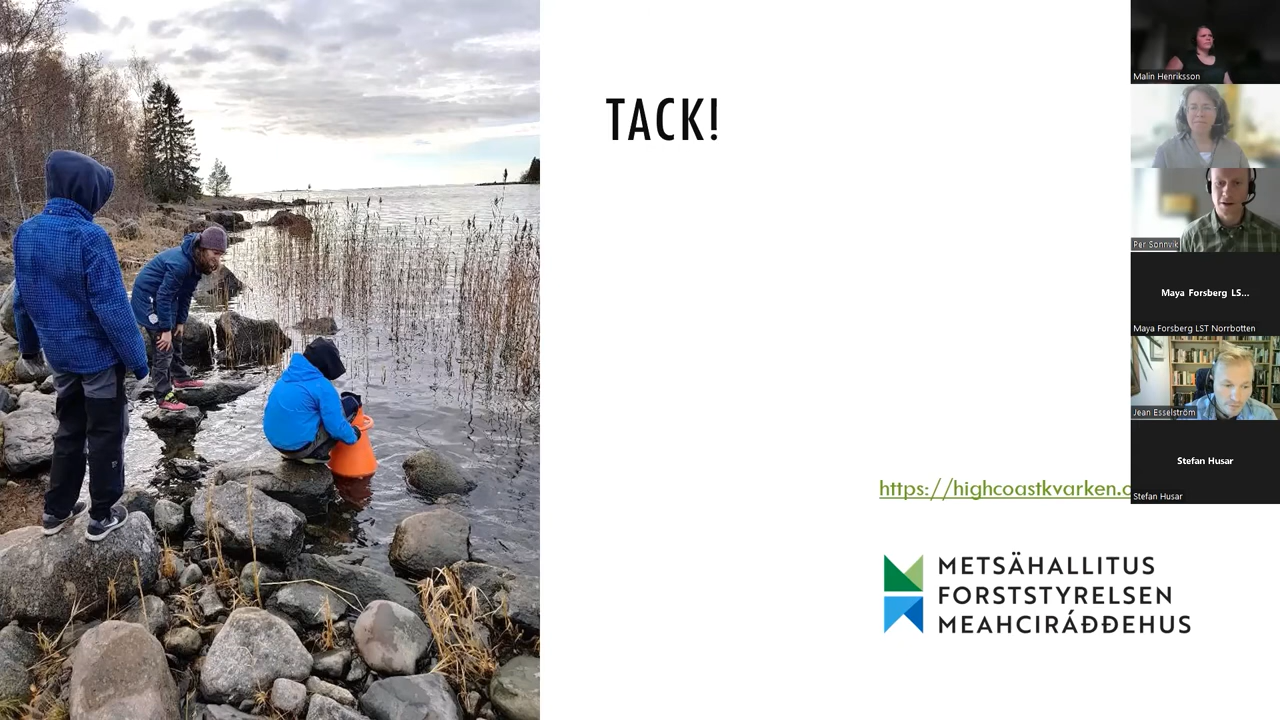 TACK!
https://highcoastkvarken.o
METSÄHALLITUS
FORSTSTYRELSEN
MEAHCIRÁĐĐEHUS
Malin Henriksson
Per Sonnvik
Maya Forsberg LS...
Maya Forsberg LST Norrbotten
Jean Esselström
Stefan Husar
Stefan Husar